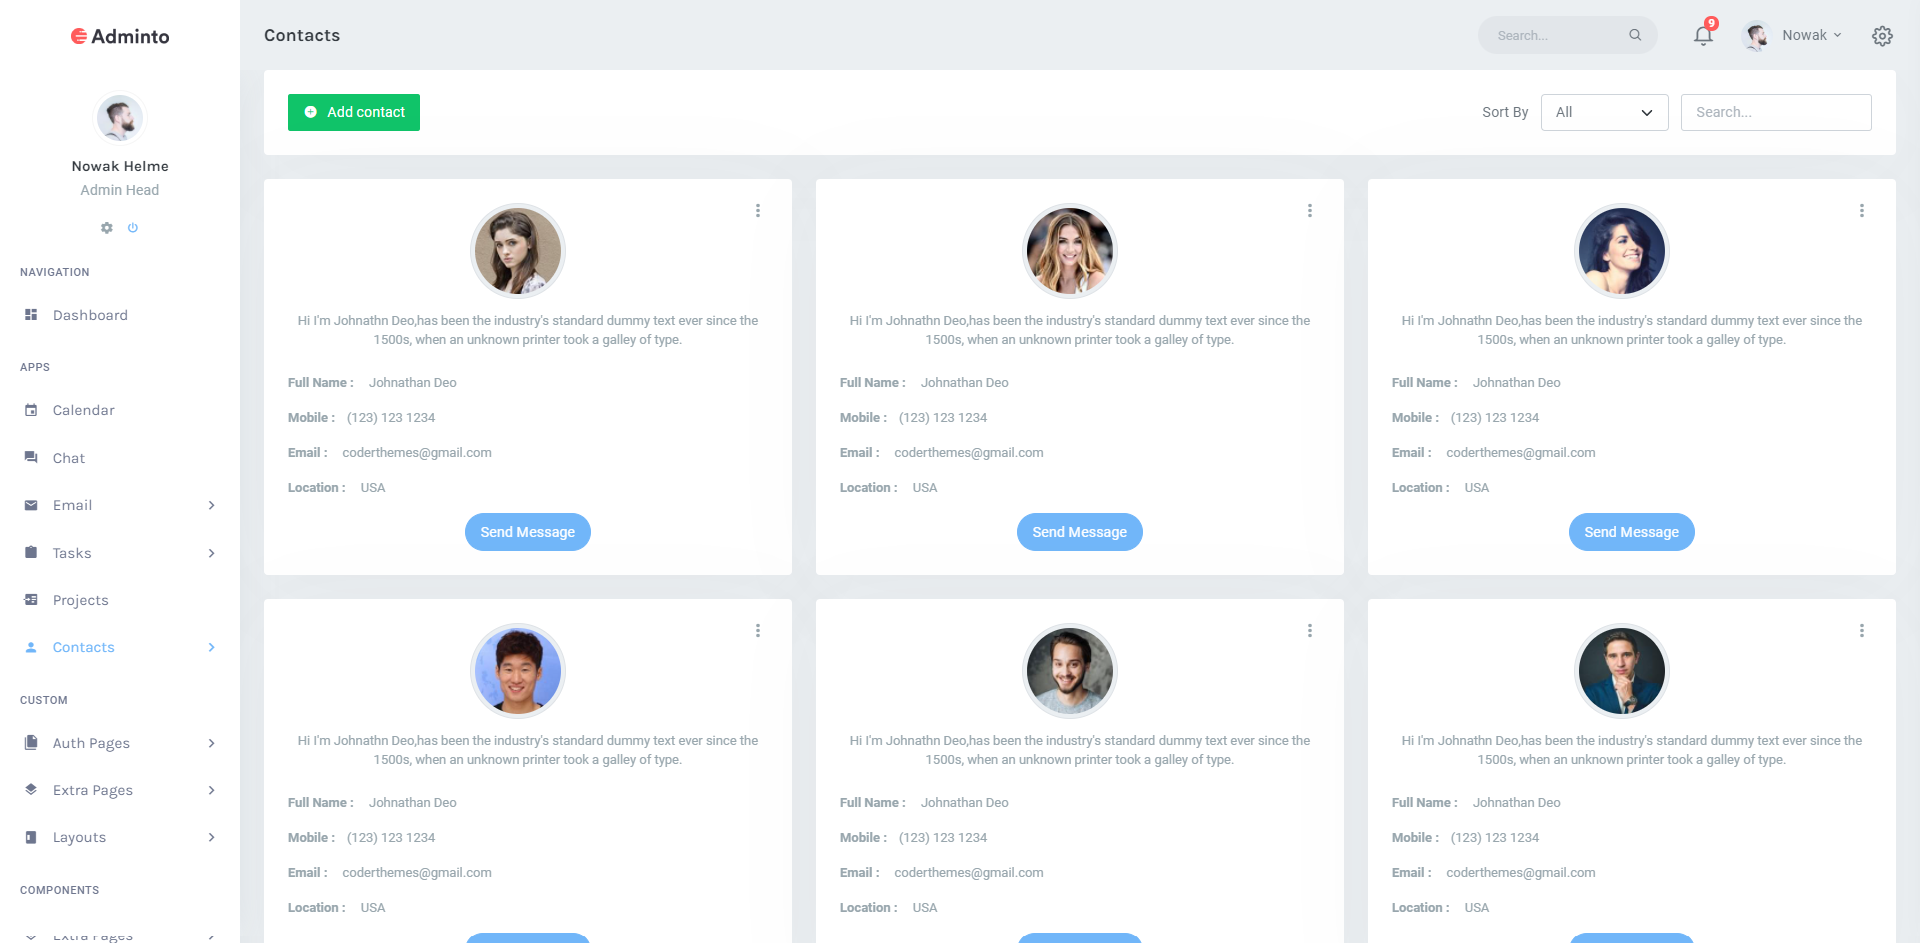 Adminto
Nowak Helme
Admin Head
NAVIGATION
Dashboard
APPS
Calendar
Chat
Email
Tasks
Projects
Contacts
CUSTOM
Auth Pages
Extra Pages
Layouts
COMPONENTS
Extra Pages
Contacts
Search...
9
Nowak
Add contact
Sort By
All
Search...
Hi I'm Johnathn Deo,has been the industry's standard dummy text ever since the
1500s, when an unknown printer took a galley of type.
Full Name : Johnathan Deo
Mobile : (123) 123 1234
Email : coderthemes@gmail.com
Location : USA
Send Message
Hi I'm Johnathn Deo,has been the industry's standard dummy text ever since the
1500s, when an unknown printer took a galley of type.
Full Name : Johnathan Deo
Mobile : (123) 123 1234
Email : coderthemes@gmail.com
Location : USA
Send Message
Hi I'm Johnathn Deo,has been the industry's standard dummy text ever since the
1500s, when an unknown printer took a galley of type.
Full Name : Johnathan Deo
Mobile : (123) 123 1234
Email : coderthemes@gmail.com
Location : USA
Send Message
Hi I'm Johnathn Deo,has been the industry's standard dummy text ever since the
1500s, when an unknown printer took a galley of type.
Full Name : Johnathan Deo
Mobile : (123) 123 1234
Email : coderthemes@gmail.com
Location : USA
Hi I'm Johnathn Deo,has been the industry's standard dummy text ever since the
1500s, when an unknown printer took a galley of type.
Full Name : Johnathan Deo
Mobile : (123) 123 1234
Email : coderthemes@gmail.com
Location : USA
Hi I'm Johnathn Deo,has been the industry's standard dummy text ever since the
1500s, when an unknown printer took a galley of type.
Full Name : Johnathan Deo
Mobile : (123) 123 1234
Email : coderthemes@gmail.com
Location : USA